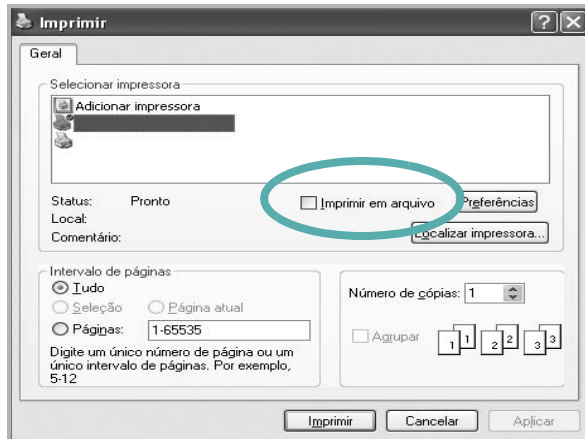 Imprimir
Geral
Selecionar impressora
Adicionar impressora
Status: Pronto
Local:
Comentário:
Imprimir em arquivo
Preferências
Localizar impressora...
Intervalo de páginas
Tudo
Seleção Página atual
Páginas: 1-65535
Digite um único número de página ou um
único intervalo de páginas. Por exemplo,
5-12
Número de cópias: 1
Agrupar
1 1 2 2 3 3
Imprimir Cancelar Aplicar